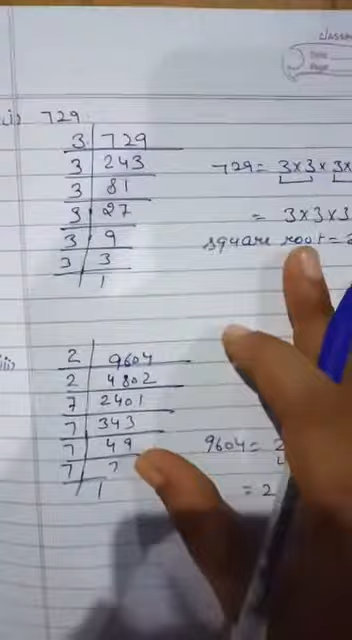 classm
Date
Page
ii) 729
3 729
3 243 729 = 3×3×3×
3 81
3 27 = 3×3×3
3 9 square root =
3 3
1
iii)
2 9604
2 4802
7 2401
7 343
7 49 9604 = 2
7
1 = 2